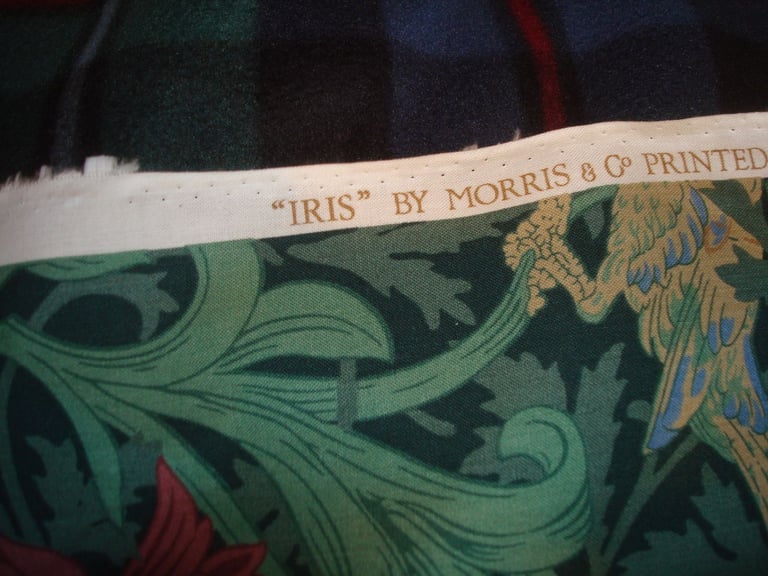 "IRIS" BY MORRIS & Co PRINTED